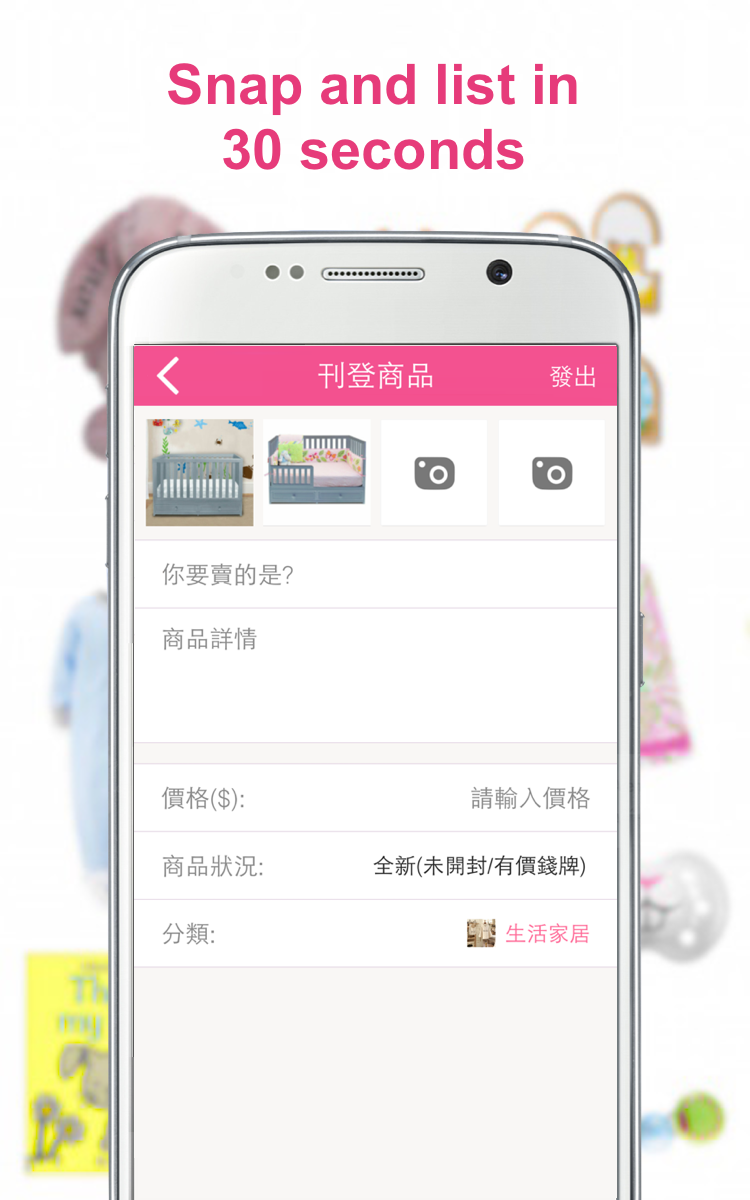 Snap and list in
30 seconds
刊登商品
發出
你要賣的是?
商品詳情
價格($):
請輸入價格
商品狀況:
全新(未開封/有價錢牌)
分類:
生活家居
Th
my